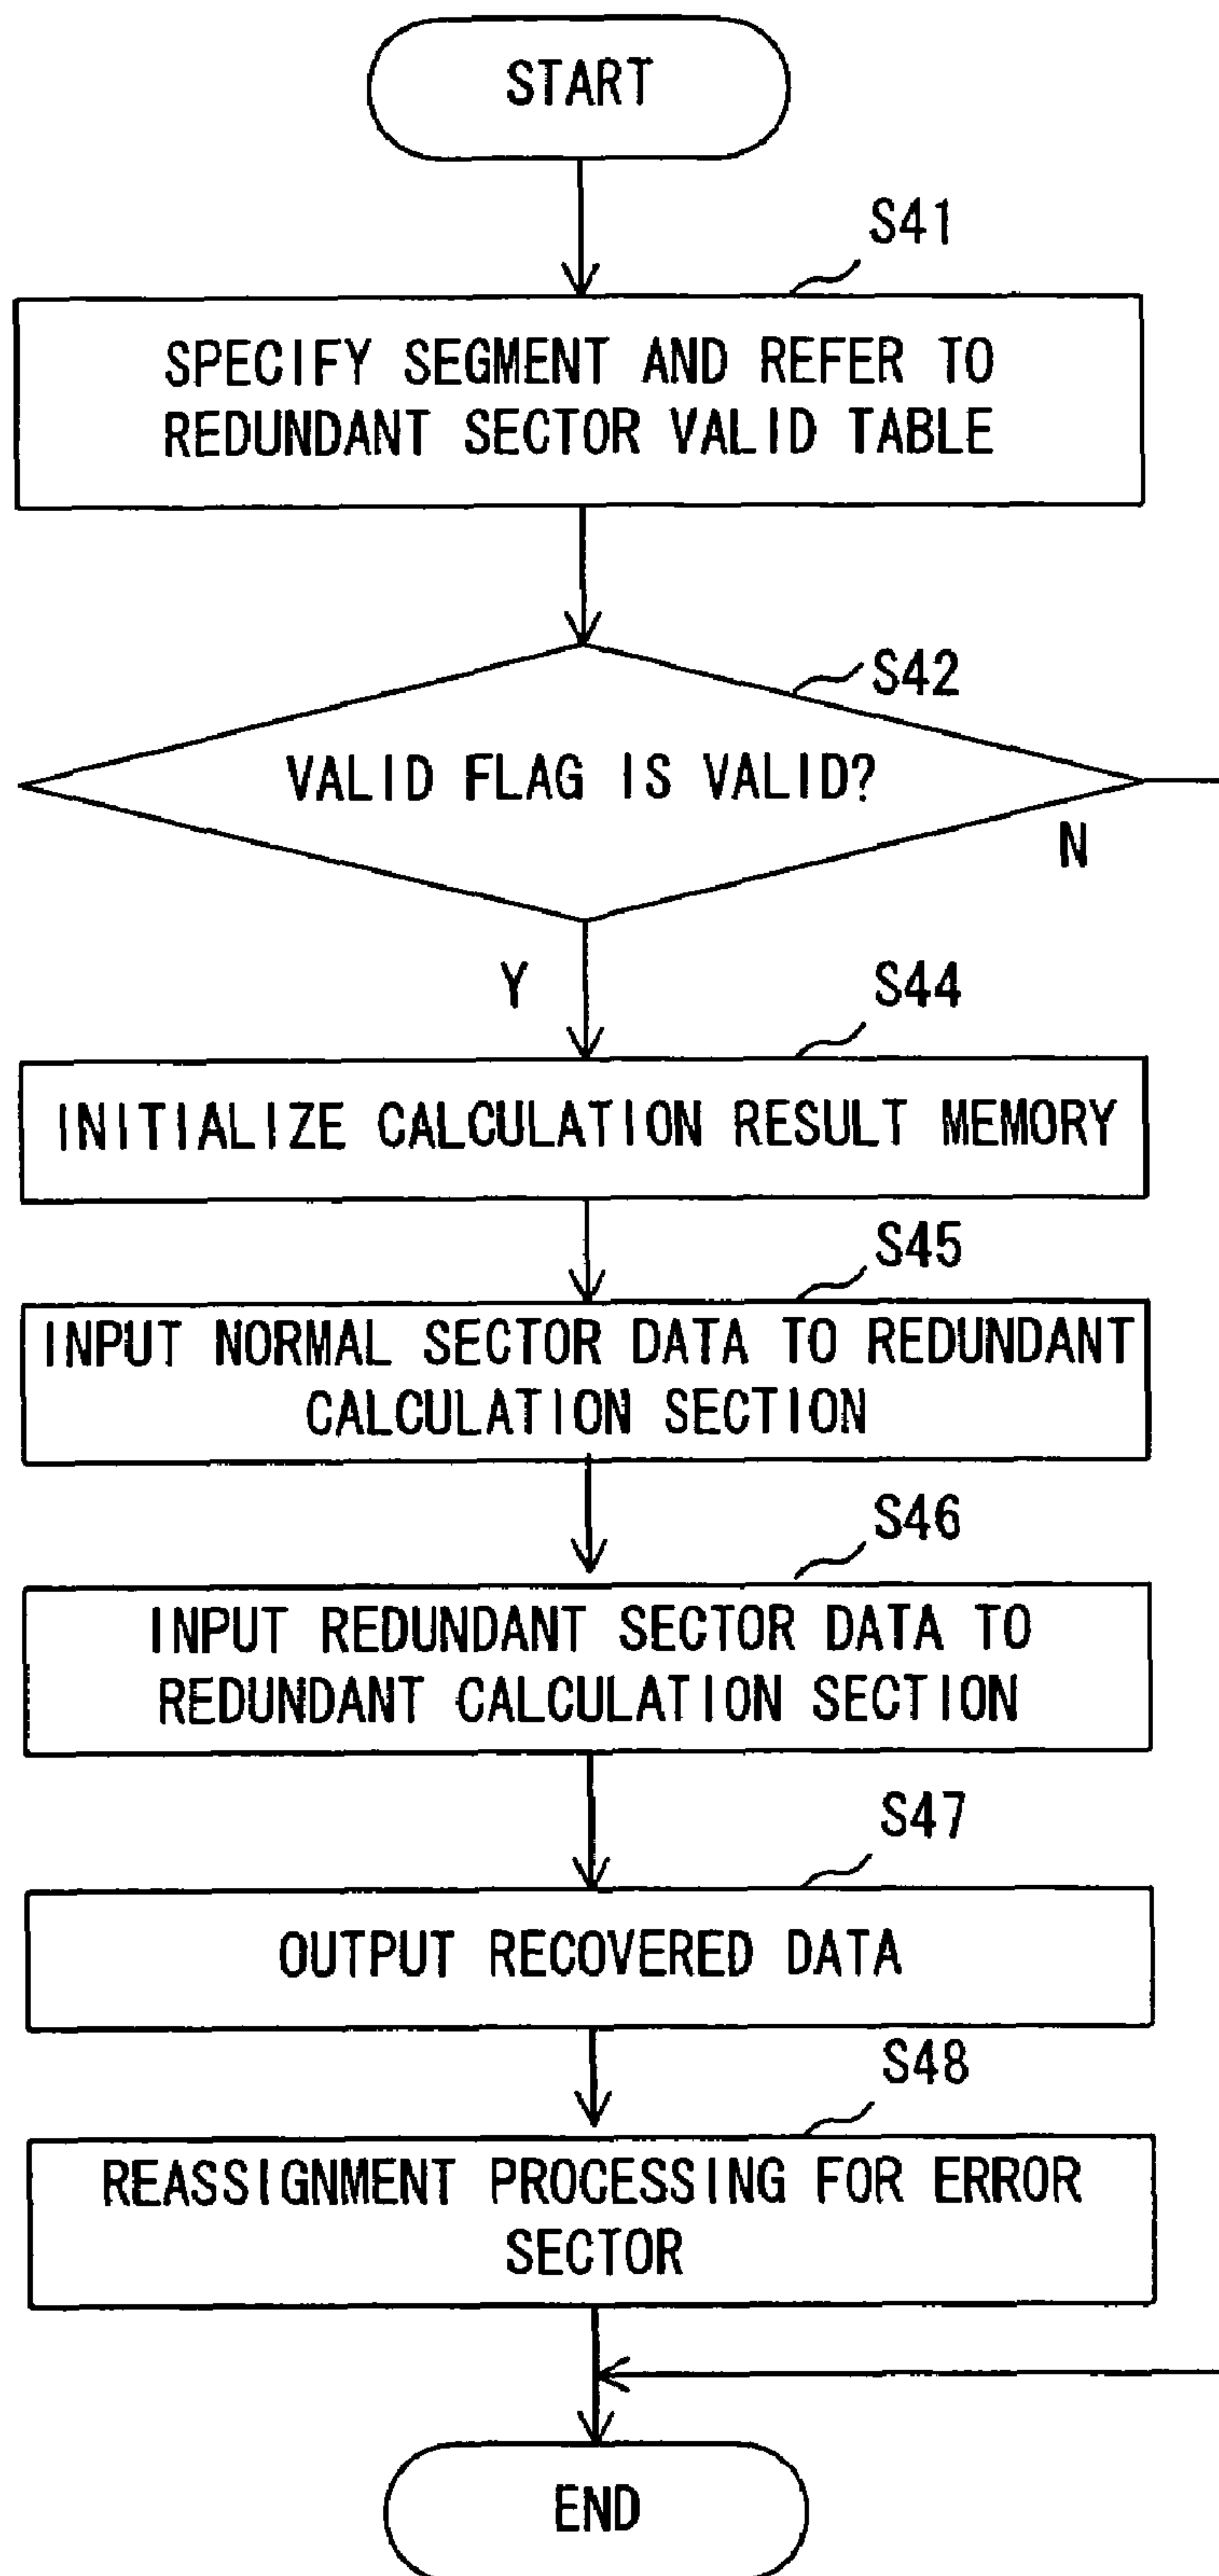 START
S41
SPECIFY SEGMENT AND REFER TO
REDUNDANT SECTOR VALID TABLE
S42
VALID FLAG IS VALID?
N
Y
S44
INITIALIZE CALCULATION RESULT MEMORY
S45
INPUT NORMAL SECTOR DATA TO REDUNDANT
CALCULATION SECTION
S46
INPUT REDUNDANT SECTOR DATA TO
REDUNDANT CALCULATION SECTION
S47
OUTPUT RECOVERED DATA
S48
REASSIGNMENT PROCESSING FOR ERROR
SECTOR
END